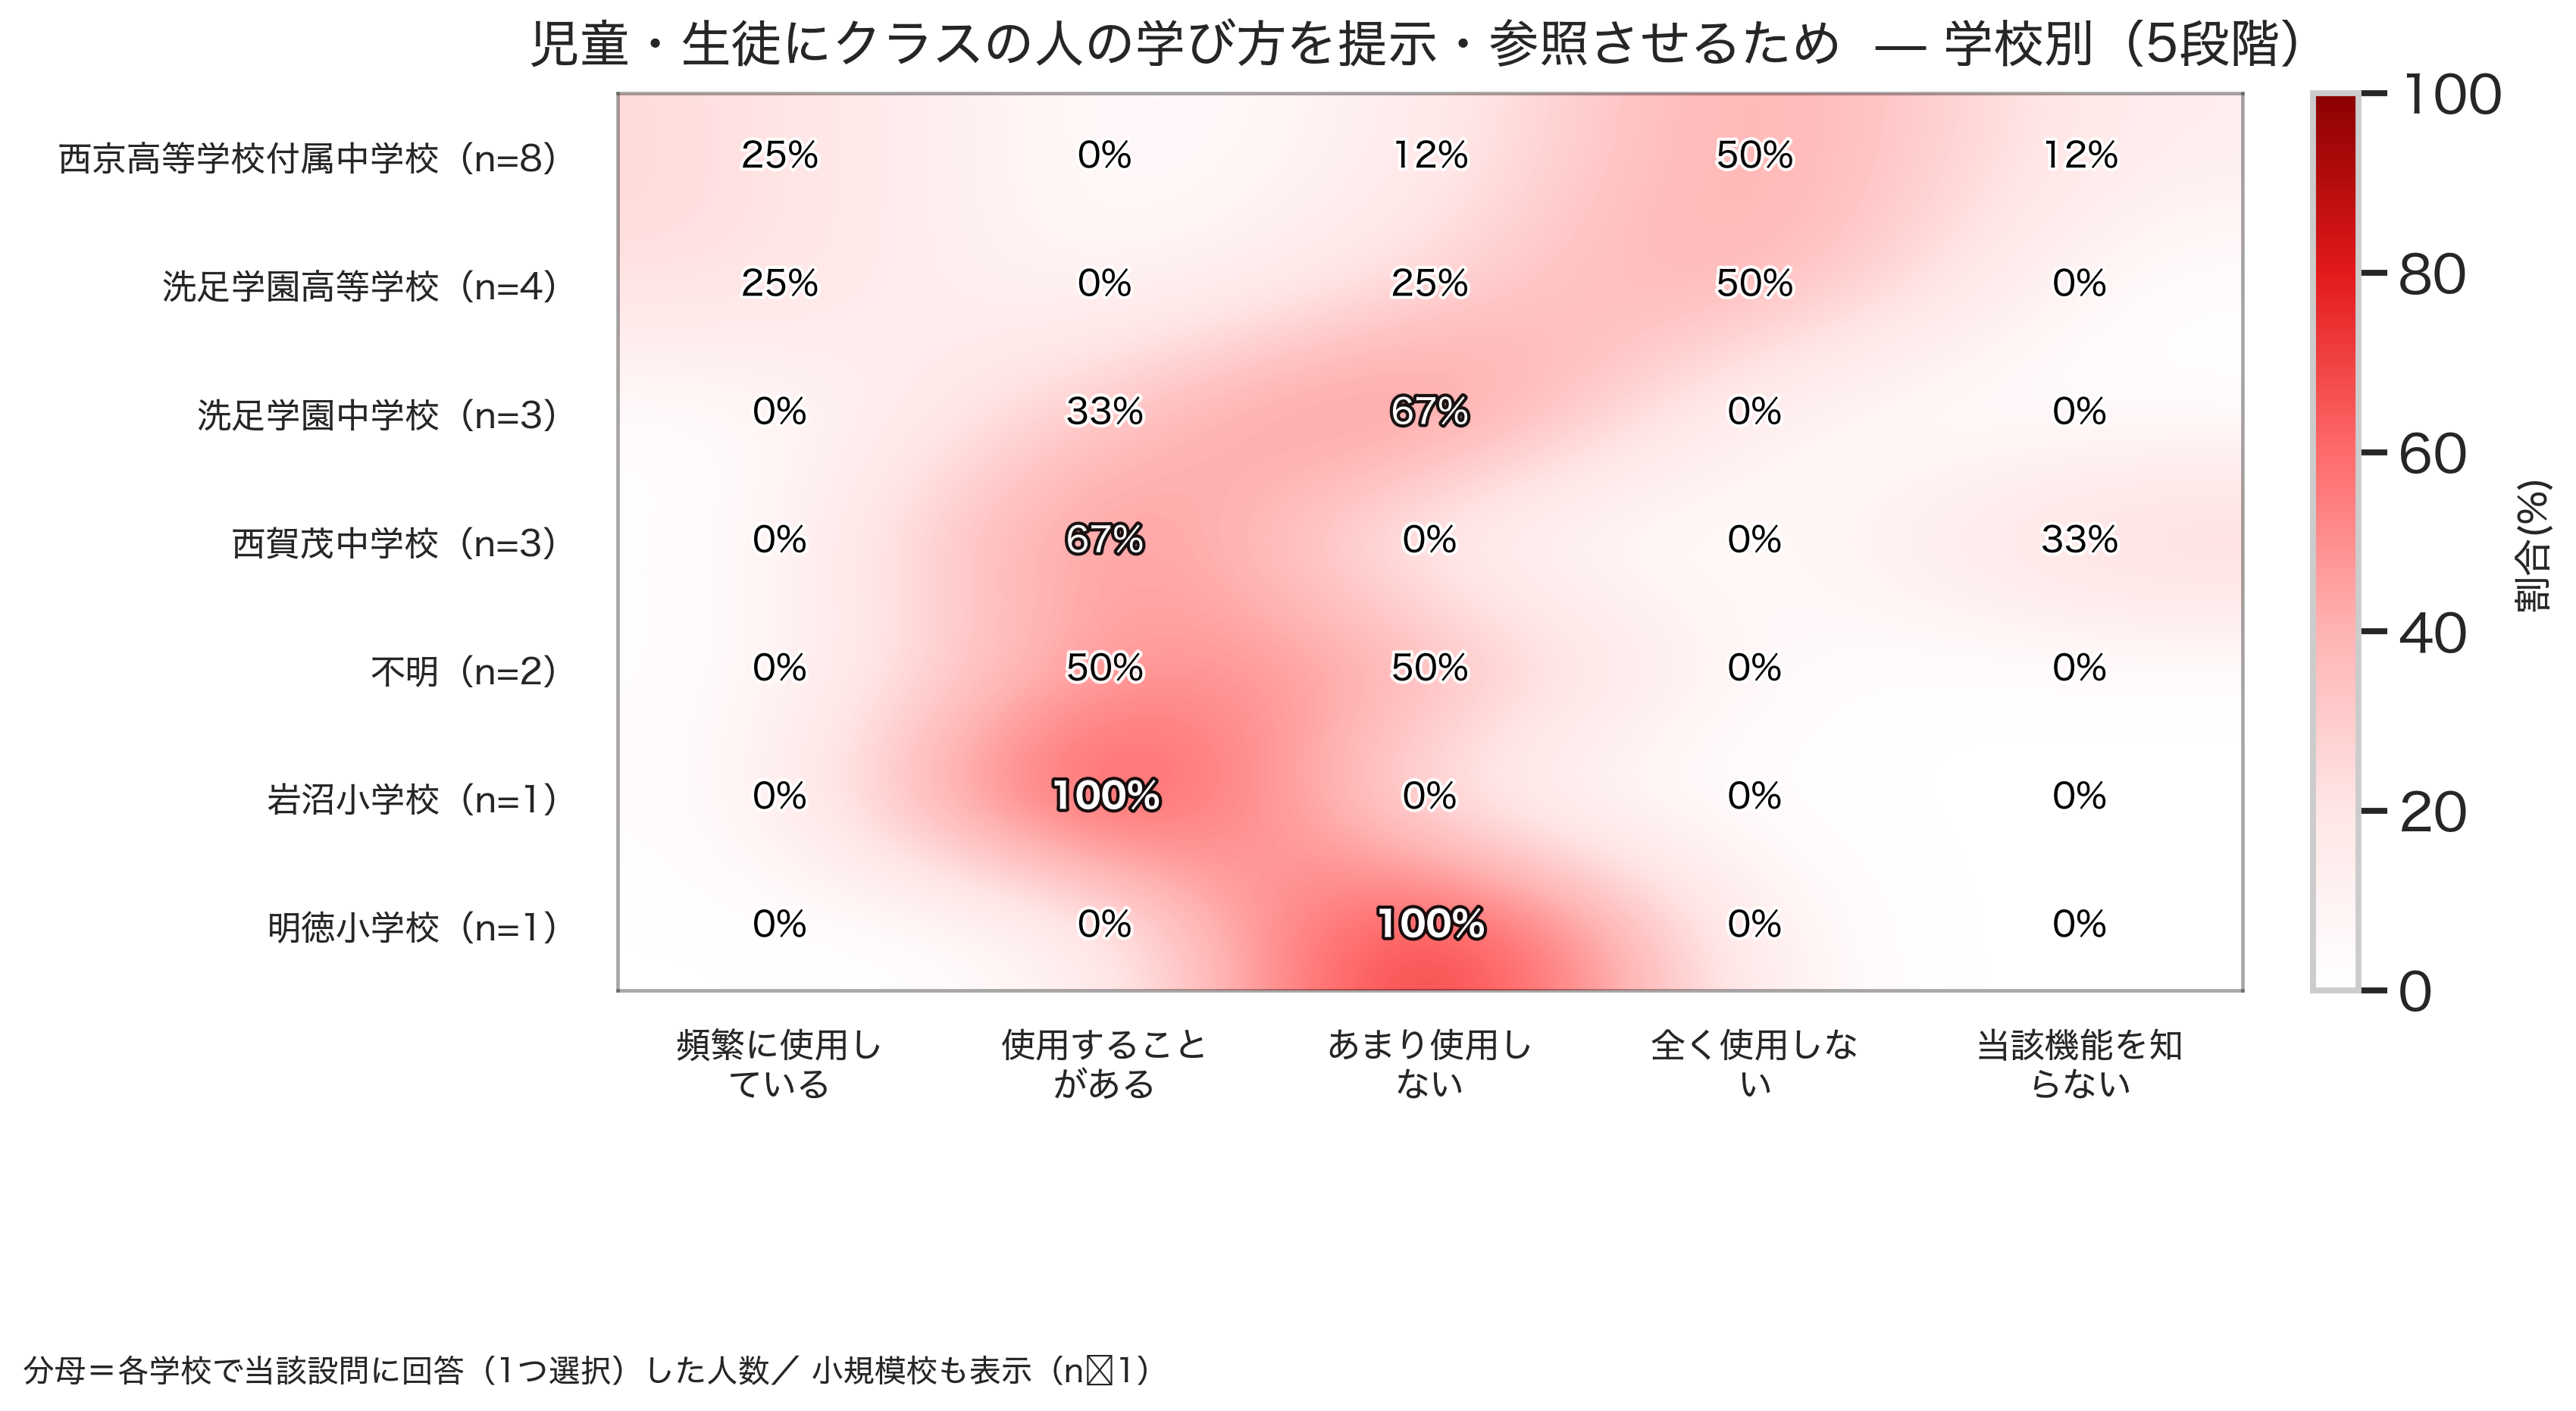 児童・生徒にクラスの人の学び方を提示・参照させるため — 学校別（5段階）
西京高等学校付属中学校（n=8） 25% 0% 12% 50% 12%
洗足学園高等学校（n=4） 25% 0% 25% 50% 0%
洗足学園中学校（n=3） 0% 33% 67% 0% 0%
西賀茂中学校（n=3） 0% 67% 0% 0% 33%
不明（n=2） 0% 50% 50% 0% 0%
岩沼小学校（n=1） 0% 100% 0% 0% 0%
明徳小学校（n=1） 0% 0% 100% 0% 0%
頻繁に使用し
ている
使用すること
がある
あまり使用し
ない
全く使用しな
い
当該機能を知
らない
100
80
60
40
20
0
割合(%)
分母＝各学校で当該設問に回答（1つ選択）した人数／ 小規模校も表示（n☒1）